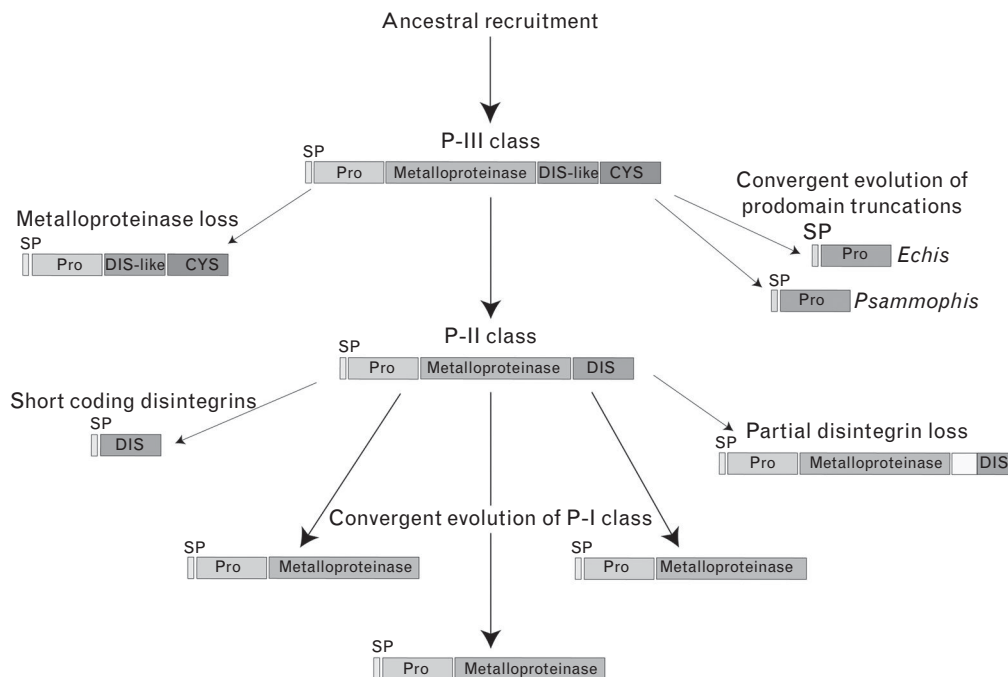 Ancestral recruitment
P-III class
SP
Pro Metalloproteinase DIS-like CYS
Metalloproteinase loss
SP
Pro DIS-like CYS
Convergent evolution of
prodomain truncations
SP
Pro Echis
SP
Pro Psammophis
P-II class
SP
Pro Metalloproteinase DIS
Short coding disintegrins
SP
DIS
Partial disintegrin loss
SP
Pro Metalloproteinase DIS
Convergent evolution of P-I class
SP
Pro Metalloproteinase
SP
Pro Metalloproteinase
SP
Pro Metalloproteinase